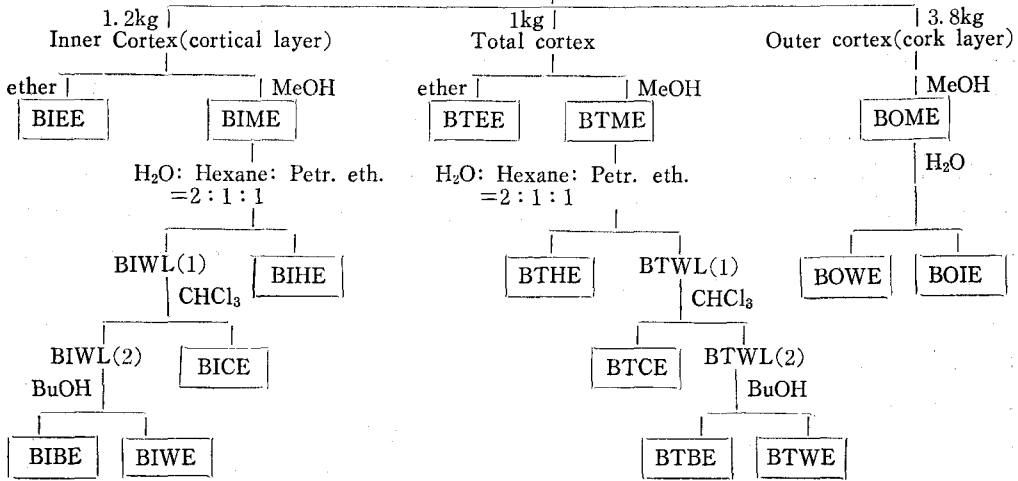 1.2kg 1kg 3.8kg
Inner Cortex(cortical layer) Total cortex Outer cortex(cork layer)
ether MeOH ether MeOH MeOH
BIEE BIME BTEE BTME BOME
H₂O
H₂O: Hexane: Petr. eth. H₂O: Hexane: Petr. eth.
=2:1:1 =2:1:1
BIWL(1) BIHE BTHE BTWL(1) BOWE BOIE
CHCl₃ CHCl₃
BIWL(2) BICE BTCE BTWL(2)
BuOH BuOH
BIBE BIWE BTBE BTWE